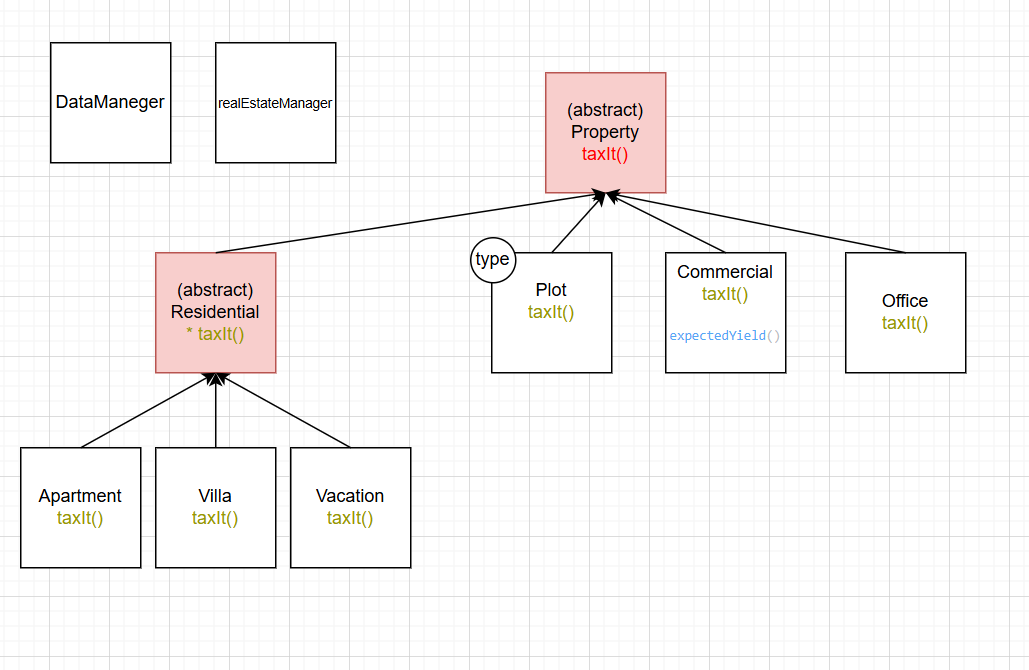 DataManeger
realEstateManager
(abstract)
Property
taxIt()
(abstract)
Residential
* taxIt()
type
Plot
taxIt()
Commercial
taxIt()
expectedYield()
Office
taxIt()
Apartment
taxIt()
Villa
taxIt()
Vacation
taxIt()